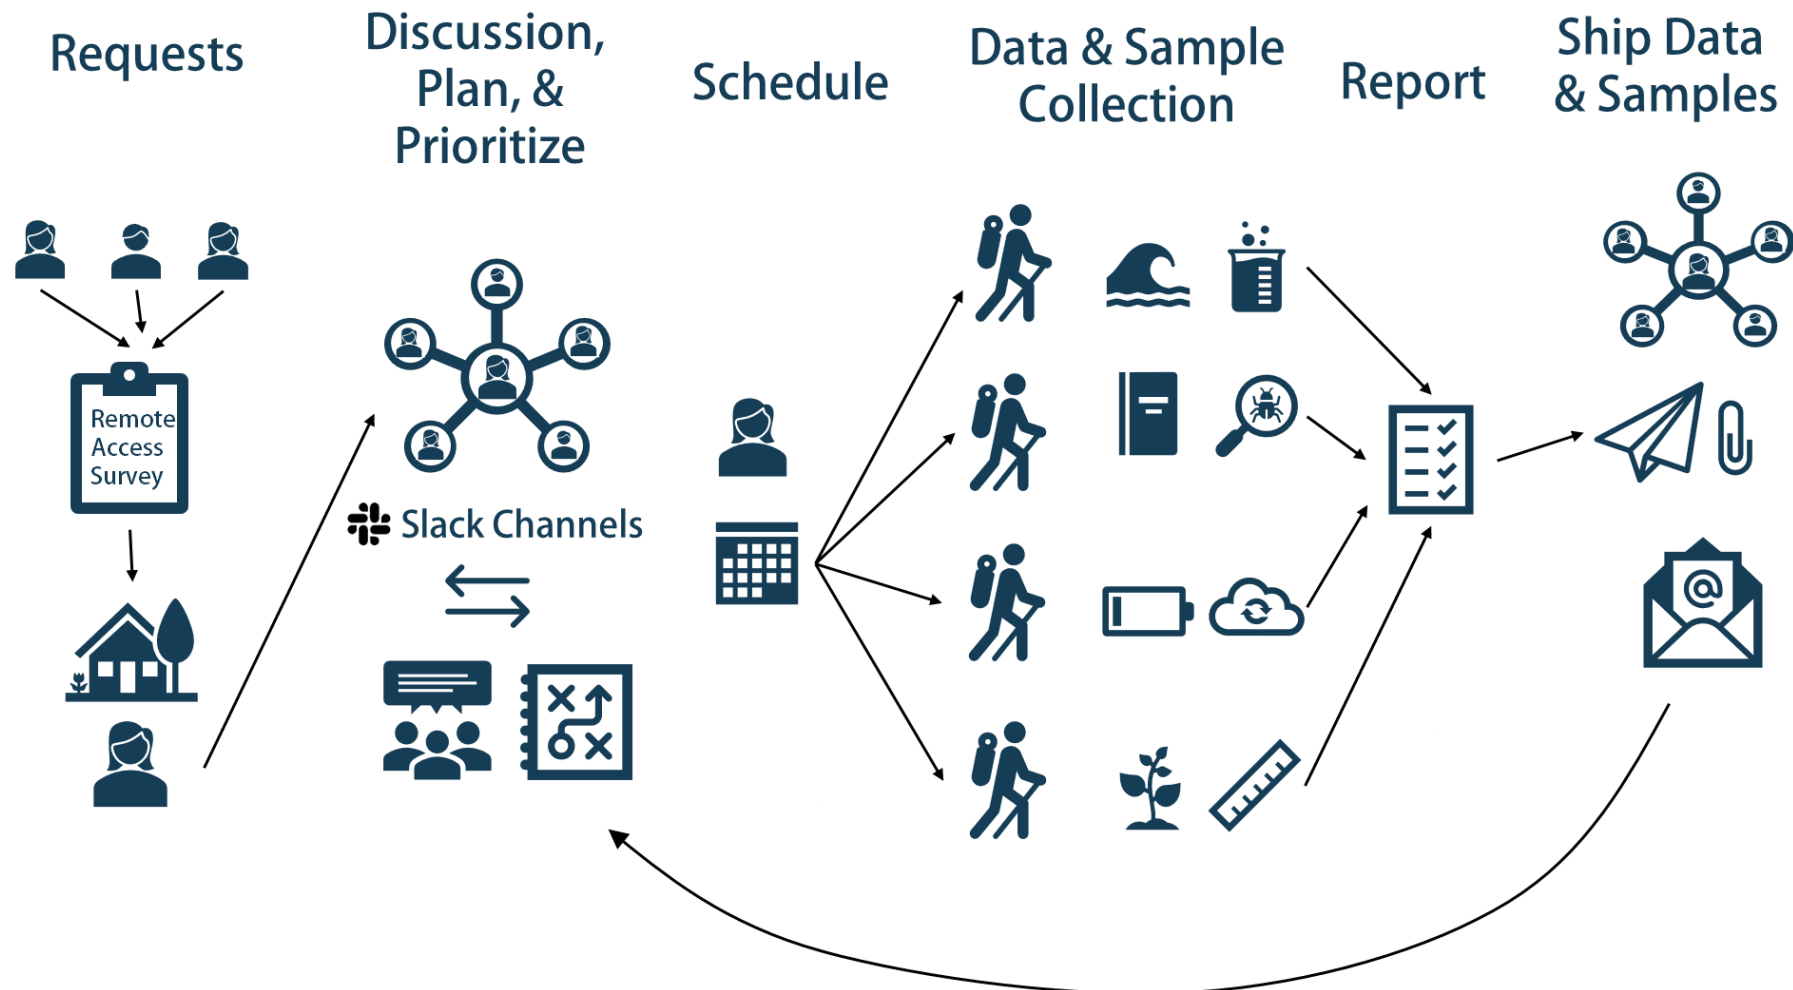 Requests
Discussion,
Plan, &
Prioritize
Schedule
Data & Sample
Collection
Report
Ship Data
& Samples
Remote
Access
Survey
Slack Channels
@